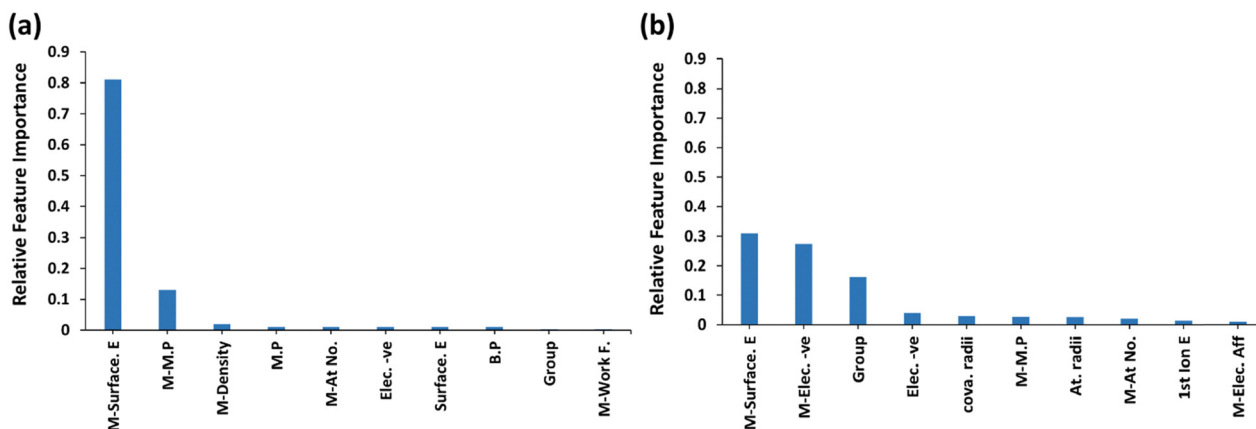 (a)
Relative Feature Importance
0.9
0.8
0.7
0.6
0.5
0.4
0.3
0.2
0.1
0
M-Surface. E
M-M.P
M-Density
M.P
M-At No.
Elec. -ve
Surface. E
B.P
Group
M-Work F.
(b)
Relative Feature Importance
0.9
0.8
0.7
0.6
0.5
0.4
0.3
0.2
0.1
0
M-Surface. E
M-Elec. -ve
Group
Elec. -ve
cova. radii
M-M.P
At. radii
M-At No.
1st Ion E
M-Elec. Aff